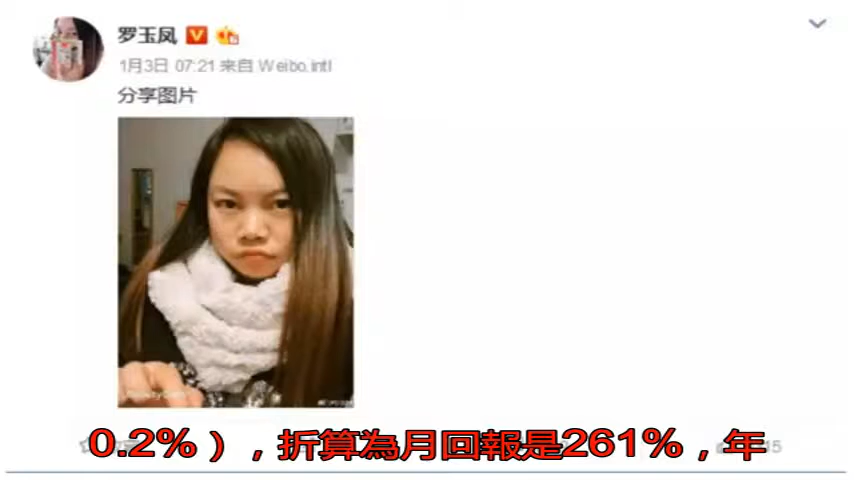 罗玉凤
1月3日 07:21 来自 Weibo.intl
分享图片
0.2%），折算為月回報是261%，年